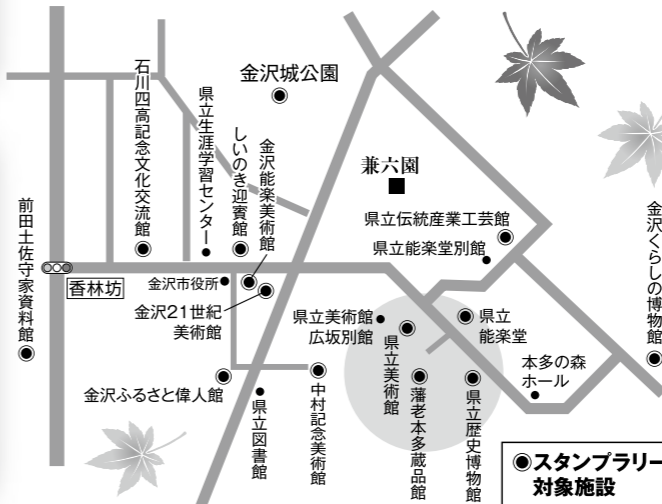 石川四高記念文化交流館
県立生涯学習センター
しいのき迎賓館
金沢能楽美術館
金沢城公園
兼六園
県立伝統産業工芸館
県立能楽堂別館
金沢くらしの博物館
前田土佐守家資料館
香林坊
金沢市役所
金沢21世紀
美術館
県立美術館
広坂別館
県立美術館
県立
能楽堂
本多の森
ホール
金沢ふるさと偉人館
県立図書館
中村記念美術館
藩老本多蔵品館
県立歴史博物館
スタンプラリー
対象施設